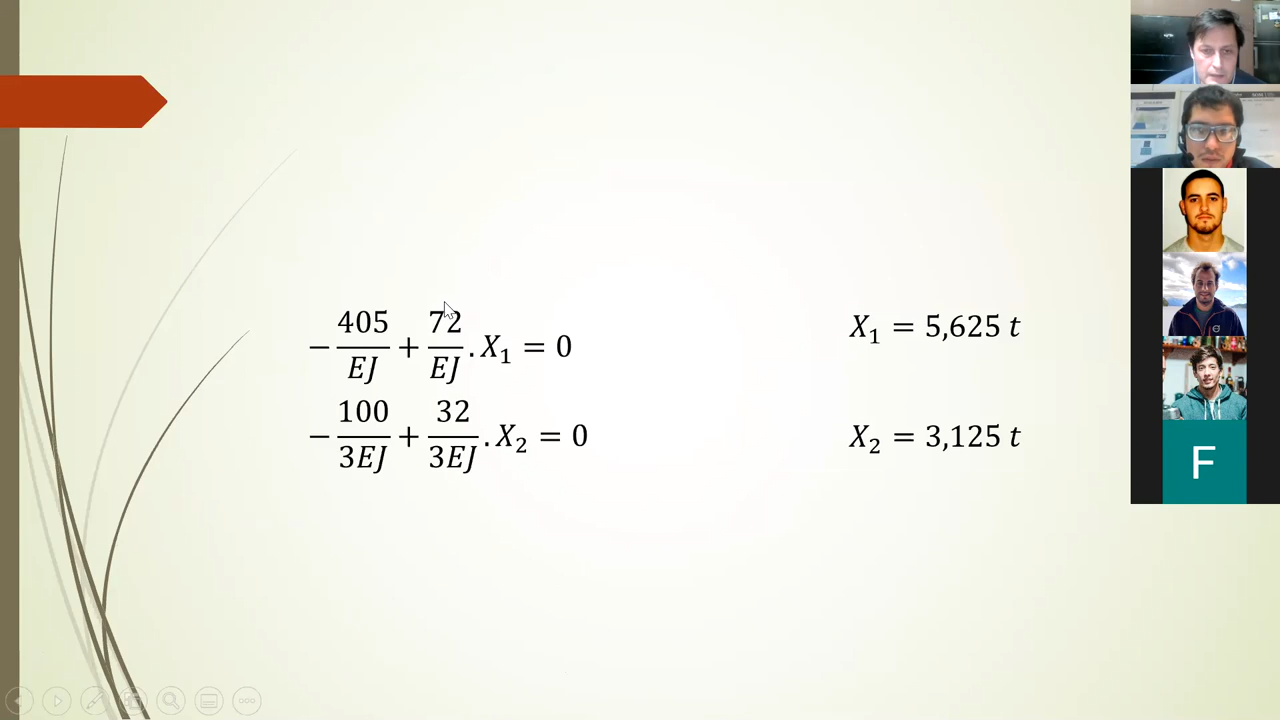 -405/EJ + 72/EJ . X₁ = 0
X₁ = 5,625 t
-100/3EJ + 32/3EJ . X₂ = 0
X₂ = 3,125 t
F